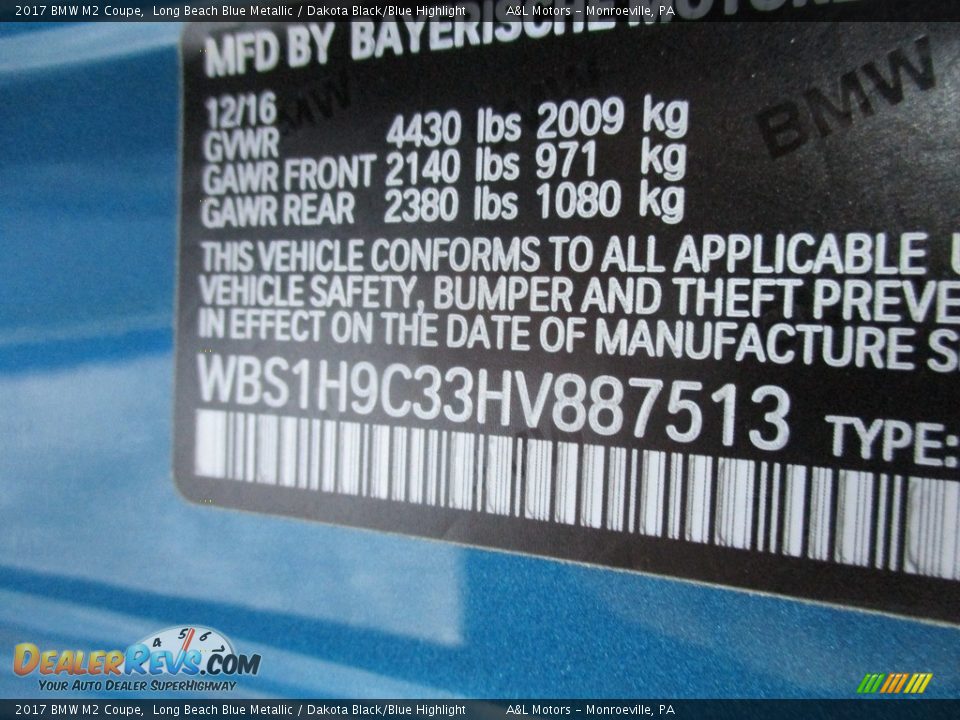 2017 BMW M2 Coupe, Long Beach Blue Metallic / Dakota Black/Blue Highlight A&L Motors - Monroeville, PA
MFD BY BAYERISCHE
12/16 BMW BMW
GVWR 4430 lbs 2009 kg
GAWR FRONT 2140 lbs 971 kg
GAWR REAR 2380 lbs 1080 kg
THIS VEHICLE CONFORMS TO ALL APPLICABLE
VEHICLE SAFETY, BUMPER AND THEFT PREVE
IN EFFECT ON THE DATE OF MANUFACTURE S
WBS1H9C33HV887513 TYPE:
4 5 6
DEALERREVS.COM
YOUR AUTO DEALER SUPERHIGHWAY
2017 BMW M2 Coupe, Long Beach Blue Metallic / Dakota Black/Blue Highlight A&L Motors - Monroeville, PA